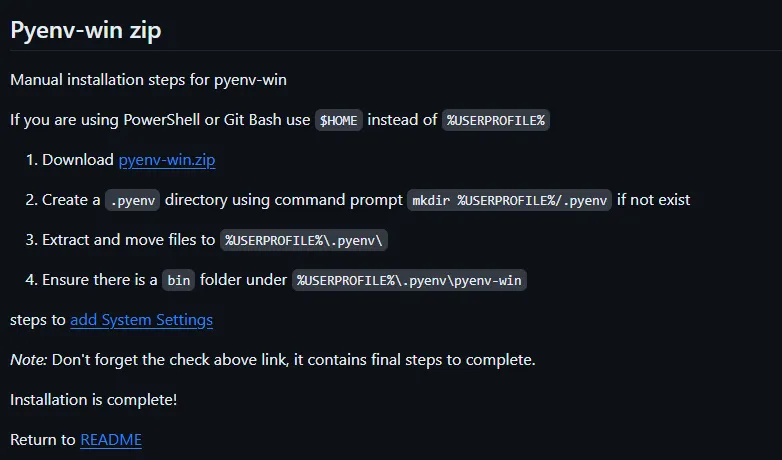 Pyenv-win zip
Manual installation steps for pyenv-win
If you are using PowerShell or Git Bash use $HOME instead of %USERPROFILE%
1. Download pyenv-win.zip
2. Create a .pyenv directory using command prompt mkdir %USERPROFILE%/.pyenv if not exist
3. Extract and move files to %USERPROFILE%\.pyenv\
4. Ensure there is a bin folder under %USERPROFILE%\.pyenv\pyenv-win
steps to add System Settings
Note: Don't forget the check above link, it contains final steps to complete.
Installation is complete!
Return to README